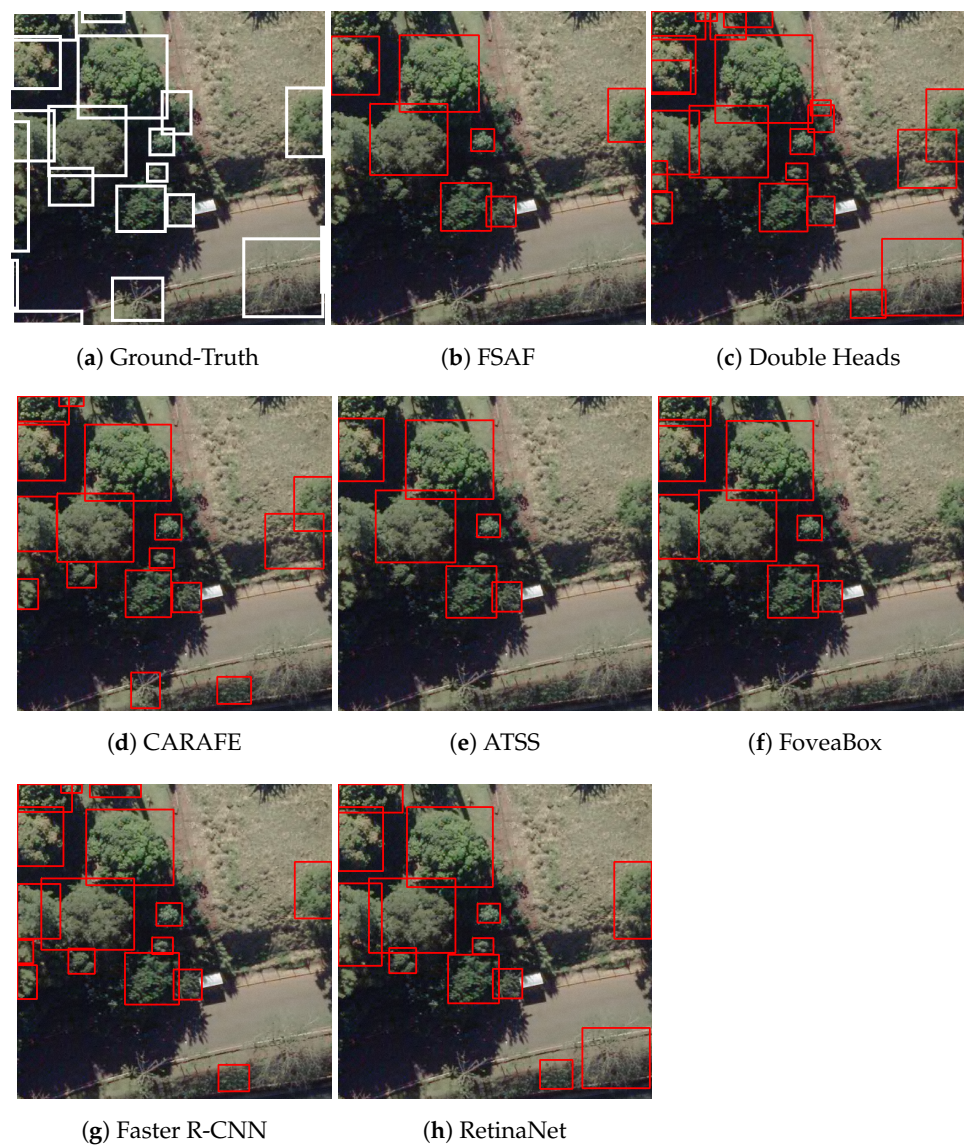 (a) Ground-Truth
(b) FSAF
(c) Double Heads
(d) CARAFE
(e) ATSS
(f) FoveaBox
(g) Faster R-CNN
(h) RetinaNet